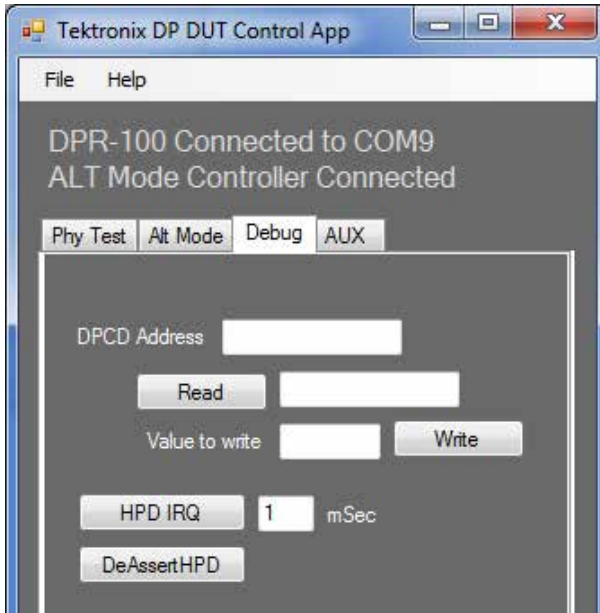 Tektronix DP DUT Control App
File Help
DPR-100 Connected to COM9
ALT Mode Controller Connected
Phy Test Alt Mode Debug AUX
DPCD Address
Read
Value to write Write
HPD IRQ 1 mSec
DeAssertHPD